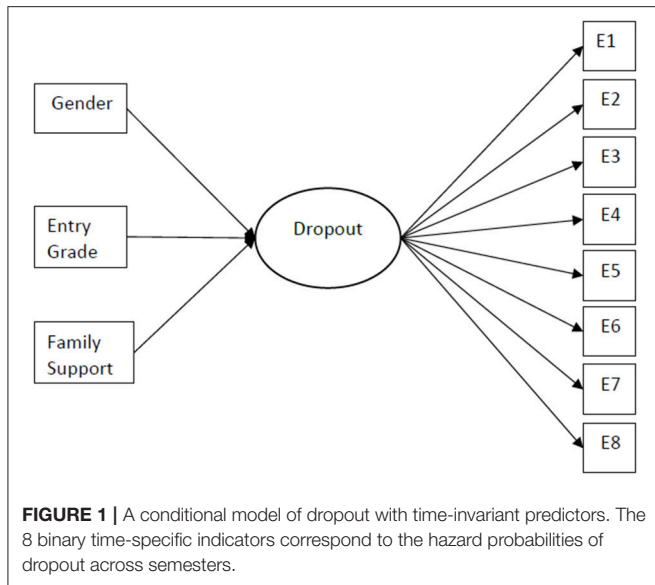 Gender
Entry
Grade
Family
Support
Dropout
E1
E2
E3
E4
E5
E6
E7
E8
FIGURE 1 | A conditional model of dropout with time-invariant predictors. The
8 binary time-specific indicators correspond to the hazard probabilities of
dropout across semesters.